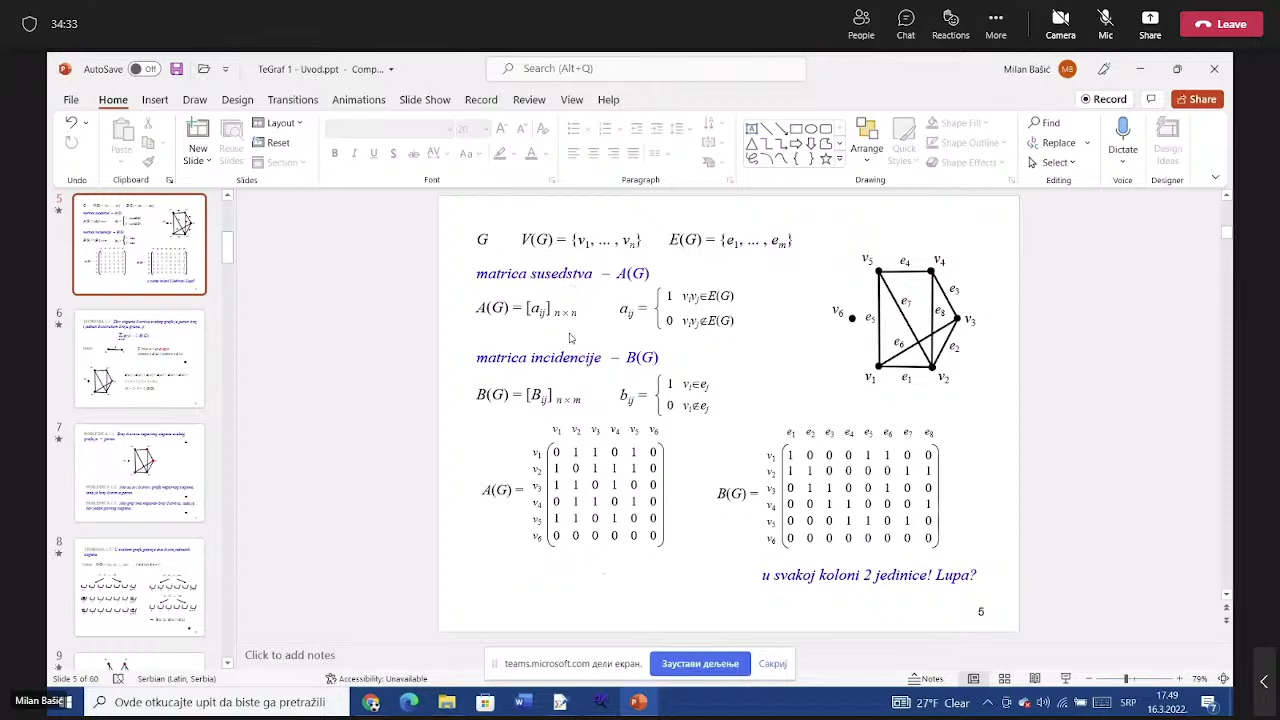 34:33
People Chat Reactions More Camera Mic Share Leave
AutoSave Off TeGraf 1 - Uvod.ppt - Comp... Search (Alt+Q) Milan Bašić MB
File Home Insert Draw Design Transitions Animations Slide Show Record Review View Help Record Share
Paste New Slide Reuse Slides Layout Reset Section Arrange Quick Styles Shape Fill Shape Outline Shape Effects Find Replace Select Dictate Design Ideas
Undo Clipboard Slides Font Paragraph Drawing Editing Voice Designer
5
6
7
8
9
G V(G) = {v1, ... , vn} E(G) = {e1, ... , em}
matrica susedstva – A(G)
A(G) = [aij] n × n aij = { 1 vivj∈E(G)
0 vivj∉E(G)
matrica incidencije – B(G)
B(G) = [Bij] n × m bij = { 1 vi∈ej
0 vi∉ej
v5 e4 v4
e3
e7
v6 e5 e8 v3
e6 e2
v1 e1 v2
v1 v2 v3 v4 v5 v6
v1 0 1 1 0 1 0
v2 1 0 1 1 1 0
1 1 0 1 0 0
A(G) =
v4 0 1 1 0 1 0
v5 1 1 0 1 0 0
v6 0 0 0 0 0 0
e1 e2 e3 e4 e5 e6 e7 e8
v1 1 0 0 0 1 1 0 0
v2 1 1 0 0 0 0 1 1
v3 0 1 1 0 0 1 0 0
B(G) =
v4 0 0 1 1 0 0 0 1
v5 0 0 0 1 1 0 1 0
v6 0 0 0 0 0 0 0 0
u svakoj koloni 2 jedinice! Lupa?
5
Click to add notes
teams.microsoft.com дели екран. Заустави дељење Сакриј
Slide 5 of 60 Serbian (Latin, Serbia) Accessibility: Unavailable Notes 79%
Milan Bašić
Ovde otkucajte upit da biste pretražili
27°F Clear SRP 17.49
16.3.2022. 7